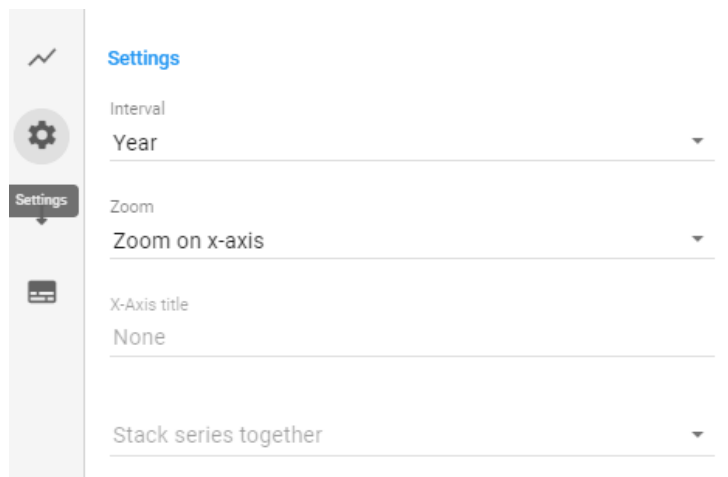 Settings
Interval
Year
Settings
Zoom
Zoom on x-axis
X-Axis title
None
Stack series together